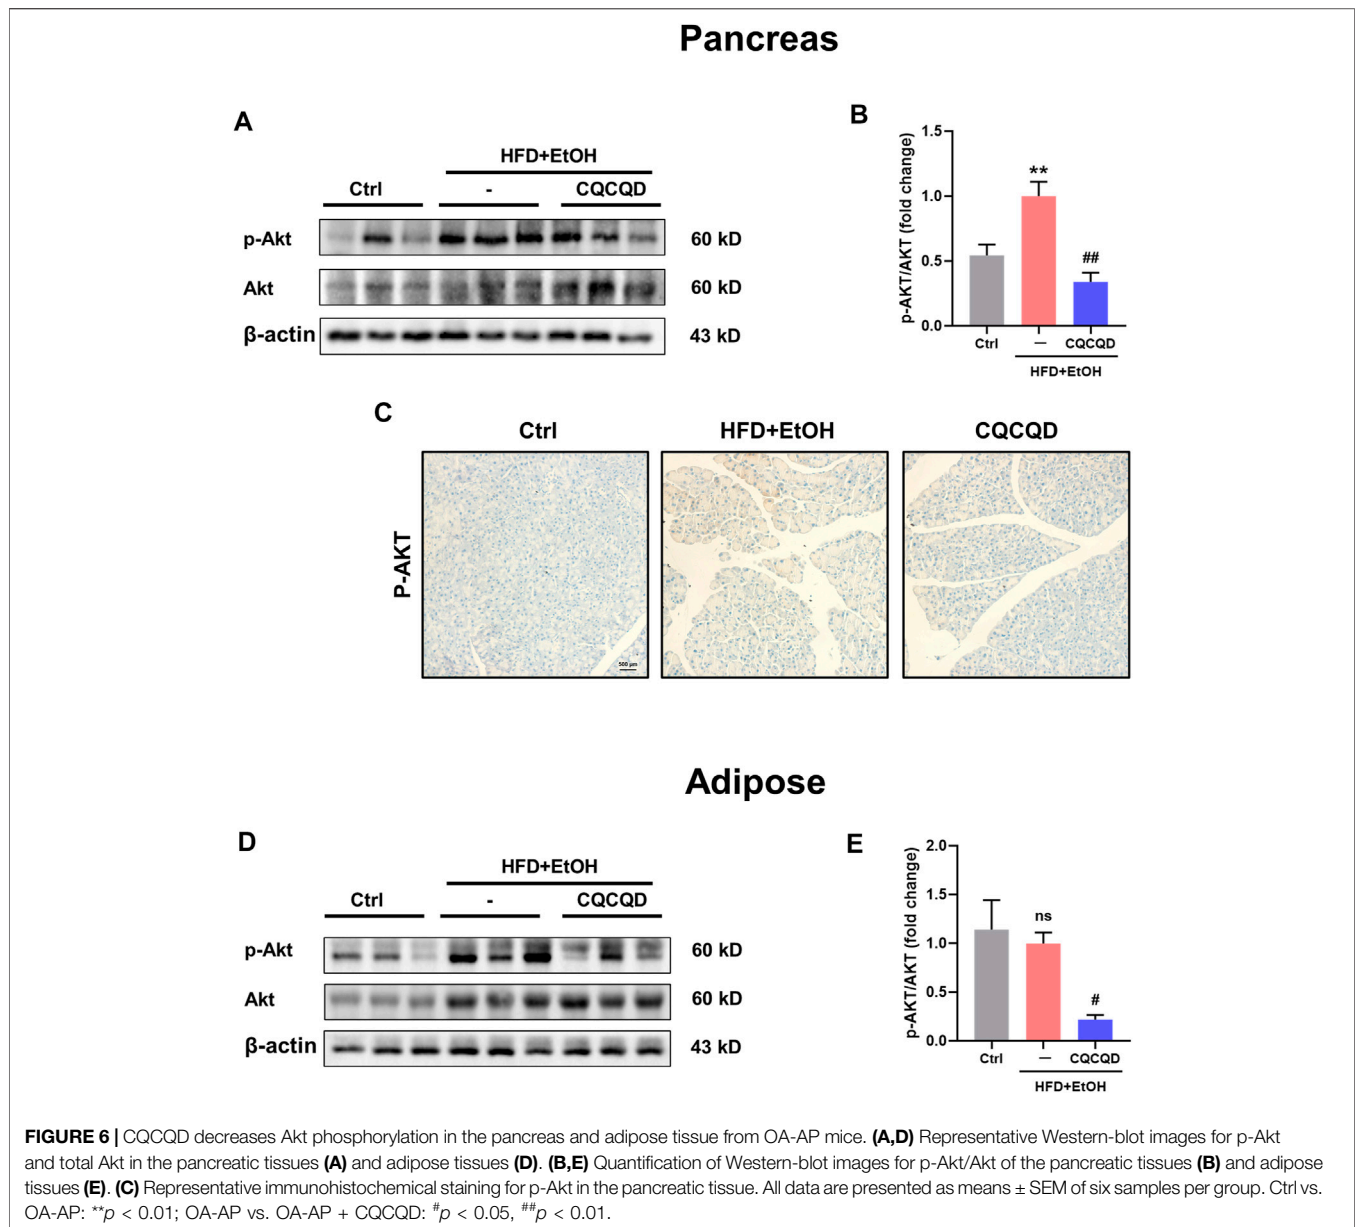 Pancreas
A
HFD+EtOH
Ctrl - CQCQD
p-Akt 60 kD
Akt 60 kD
β-actin 43 kD
B
p-AKT/AKT (fold change)
1.5
1.0
0.5
0.0
**
##
Ctrl — CQCQD
HFD+EtOH
C
Ctrl HFD+EtOH CQCQD
P-AKT
500 μm
Adipose
D
HFD+EtOH
Ctrl - CQCQD
p-Akt 60 kD
Akt 60 kD
β-actin 43 kD
E
p-AKT/AKT (fold change)
2.0
1.5
1.0
0.5
0.0
ns
#
Ctrl — CQCQD
HFD+EtOH
FIGURE 6 | CQCQD decreases Akt phosphorylation in the pancreas and adipose tissue from OA-AP mice. (A,D) Representative Western-blot images for p-Akt
and total Akt in the pancreatic tissues (A) and adipose tissues (D). (B,E) Quantification of Western-blot images for p-Akt/Akt of the pancreatic tissues (B) and adipose
tissues (E). (C) Representative immunohistochemical staining for p-Akt in the pancreatic tissue. All data are presented as means ± SEM of six samples per group. Ctrl vs.
OA-AP: **p < 0.01; OA-AP vs. OA-AP + CQCQD: #p < 0.05, ##p < 0.01.